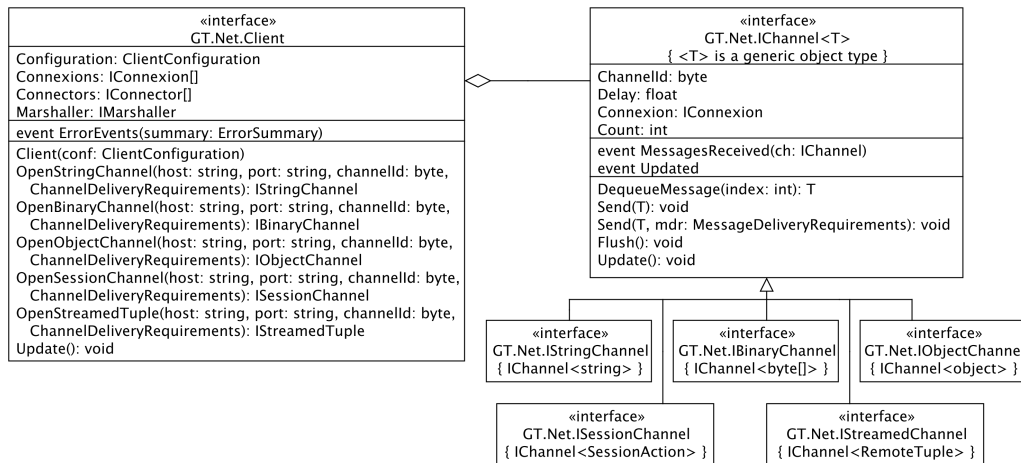 «interface»
GT.Net.Client
Configuration: ClientConfiguration
Connexions: IConnexion[]
Connectors: IConnector[]
Marshaller: IMarshaller
event ErrorEvents(summary: ErrorSummary)
Client(conf: ClientConfiguration)
OpenStringChannel(host: string, port: string, channelId: byte,
ChannelDeliveryRequirements): IStringChannel
OpenBinaryChannel(host: string, port: string, channelId: byte,
ChannelDeliveryRequirements): IBinaryChannel
OpenObjectChannel(host: string, port: string, channelId: byte,
ChannelDeliveryRequirements): IObjectChannel
OpenSessionChannel(host: string, port: string, channelId: byte,
ChannelDeliveryRequirements): ISessionChannel
OpenStreamedTuple(host: string, port: string, channelId: byte,
ChannelDeliveryRequirements): IStreamedTuple
Update(): void
«interface»
GT.Net.IChannel<T>
{ <T> is a generic object type }
ChannelId: byte
Delay: float
Connexion: IConnexion
Count: int
event MessagesReceived(ch: IChannel)
event Updated
DequeueMessage(index: int): T
Send(T): void
Send(T, mdr: MessageDeliveryRequirements): void
Flush(): void
Update(): void
«interface»
GT.Net.IStringChannel
{ IChannel<string> }
«interface»
GT.Net.IBinaryChannel
{ IChannel<byte[]> }
«interface»
GT.Net.IObjectChanne
{ IChannel<object> }
«interface»
GT.Net.ISessionChannel
{ IChannel<SessionAction> }
«interface»
GT.Net.IStreamedChannel
{ IChannel<RemoteTuple> }